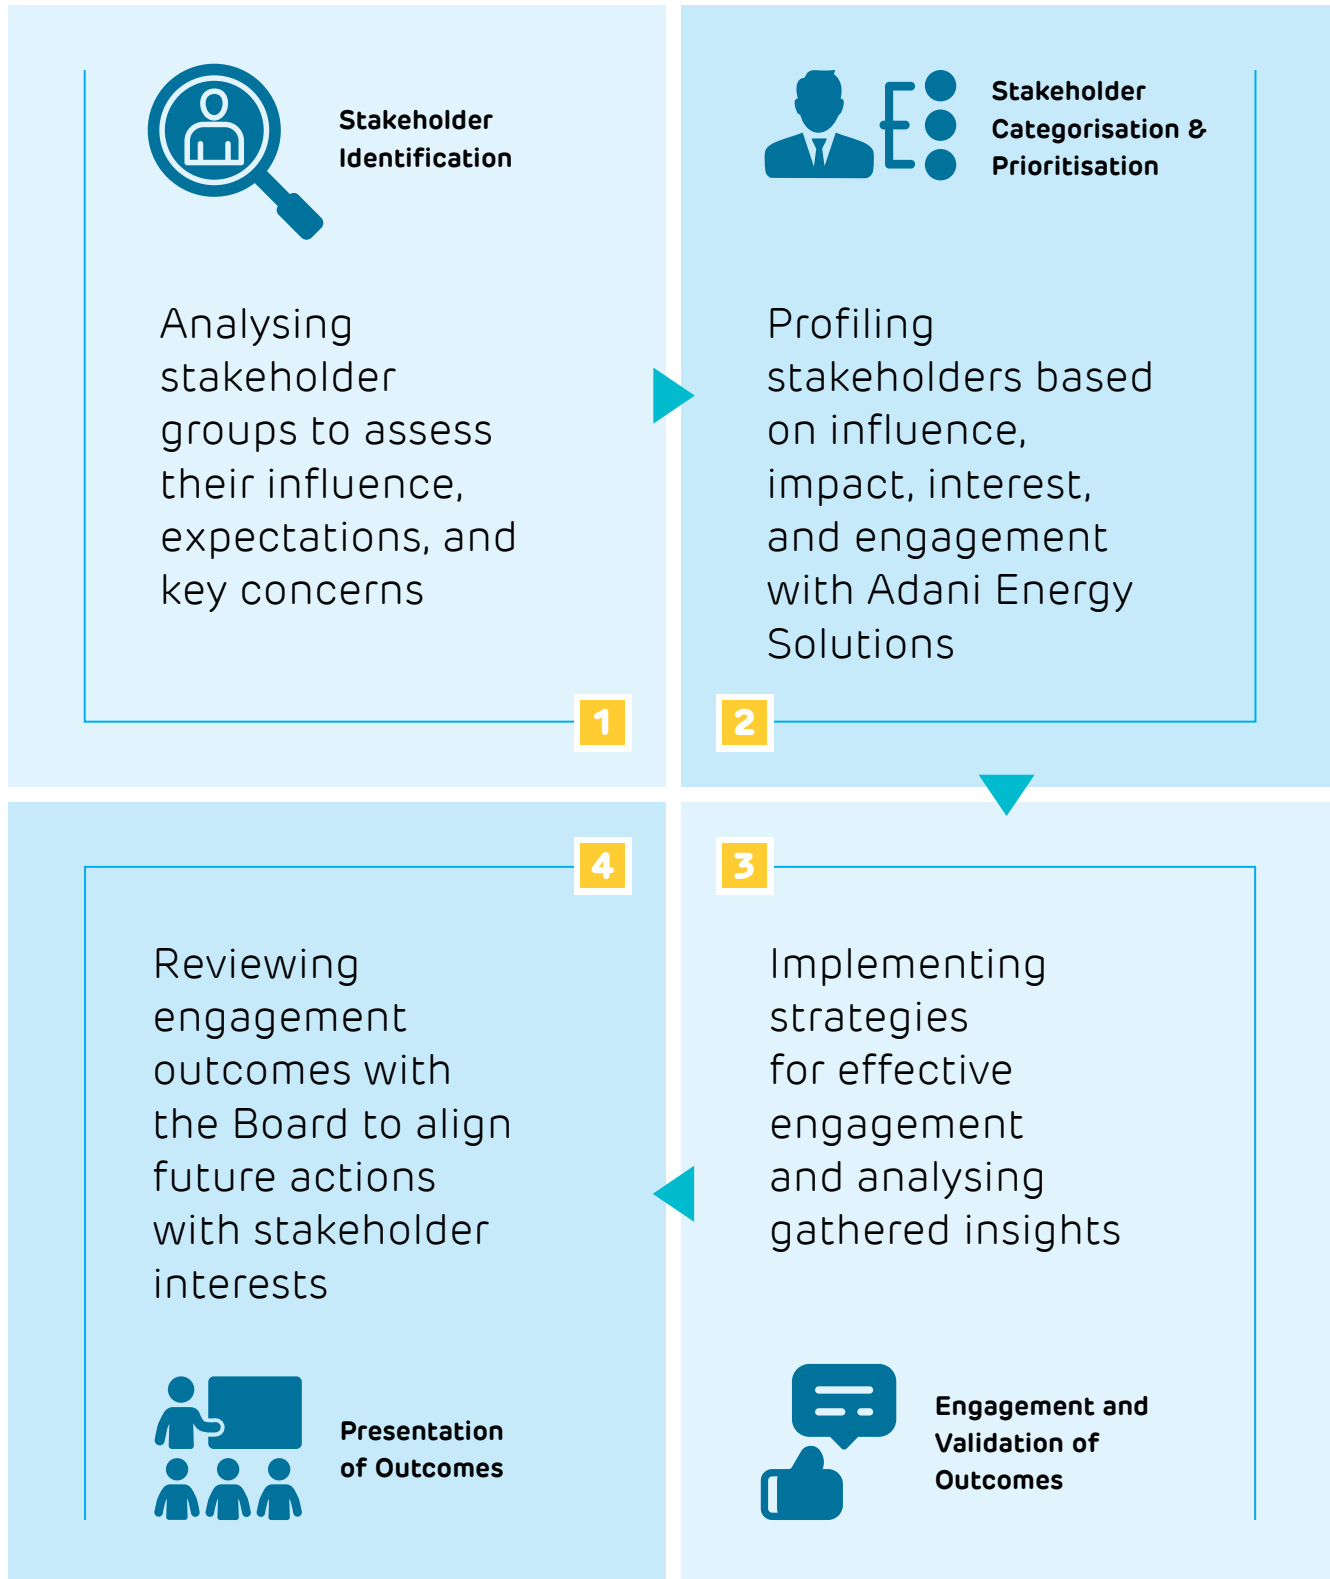 Stakeholder
Identification
Analysing
stakeholder
groups to assess
their influence,
expectations, and
key concerns
1
Stakeholder
Categorisation &
Prioritisation
Profiling
stakeholders based
on influence,
impact, interest,
and engagement
with Adani Energy
Solutions
2
3
Implementing
strategies
for effective
engagement
and analysing
gathered insights
Engagement and
Validation of
Outcomes
4
Reviewing
engagement
outcomes with
the Board to align
future actions
with stakeholder
interests
Presentation
of Outcomes